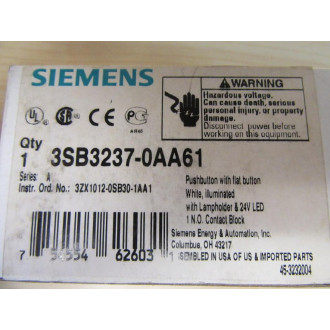 SIEMENS
WARNING
Hazardous voltage.
Can cause death, serious
personal injury, or property
damage.
Disconnect power before
working on this equipment.
UL
CE
Qty
1 3SB3237-0AA61
Series: A
Instr. Ord. No.: 3ZX1012-0SB30-1AA1
Pushbutton with flat button
White, illuminated
with Lampholder & 24V LED
1 N.O. Contact Block
Siemens Energy & Automation, Inc.
Columbus, OH 43217
ASSEMBLED IN USA OF US & IMPORTED PARTS
45-3232004
62603